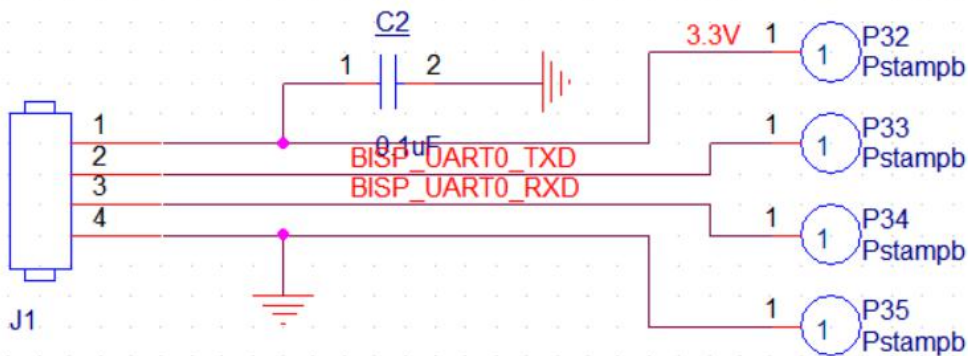 C2
1
2
0.1uF
3.3V
1
1
P32
Pstampb
1
1
P33
Pstampb
1
2
3
4
BISP_UART0_TXD
BISP_UART0_RXD
1
1
P34
Pstampb
J1
1
1
P35
Pstampb